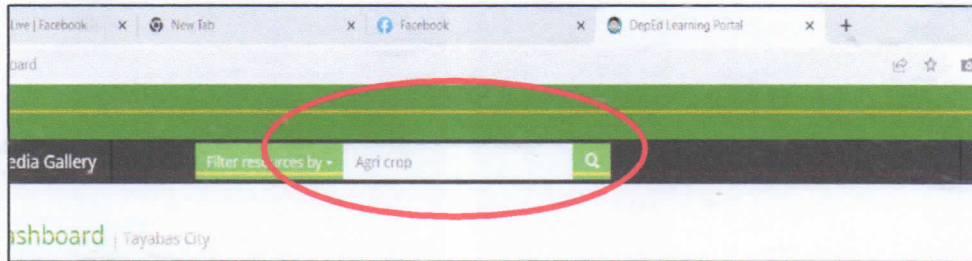 Live | Facebook New Tab Facebook DepEd Learning Portal
oard
edia Gallery Filter resources by Agri crop
ashboard | Tayabas City